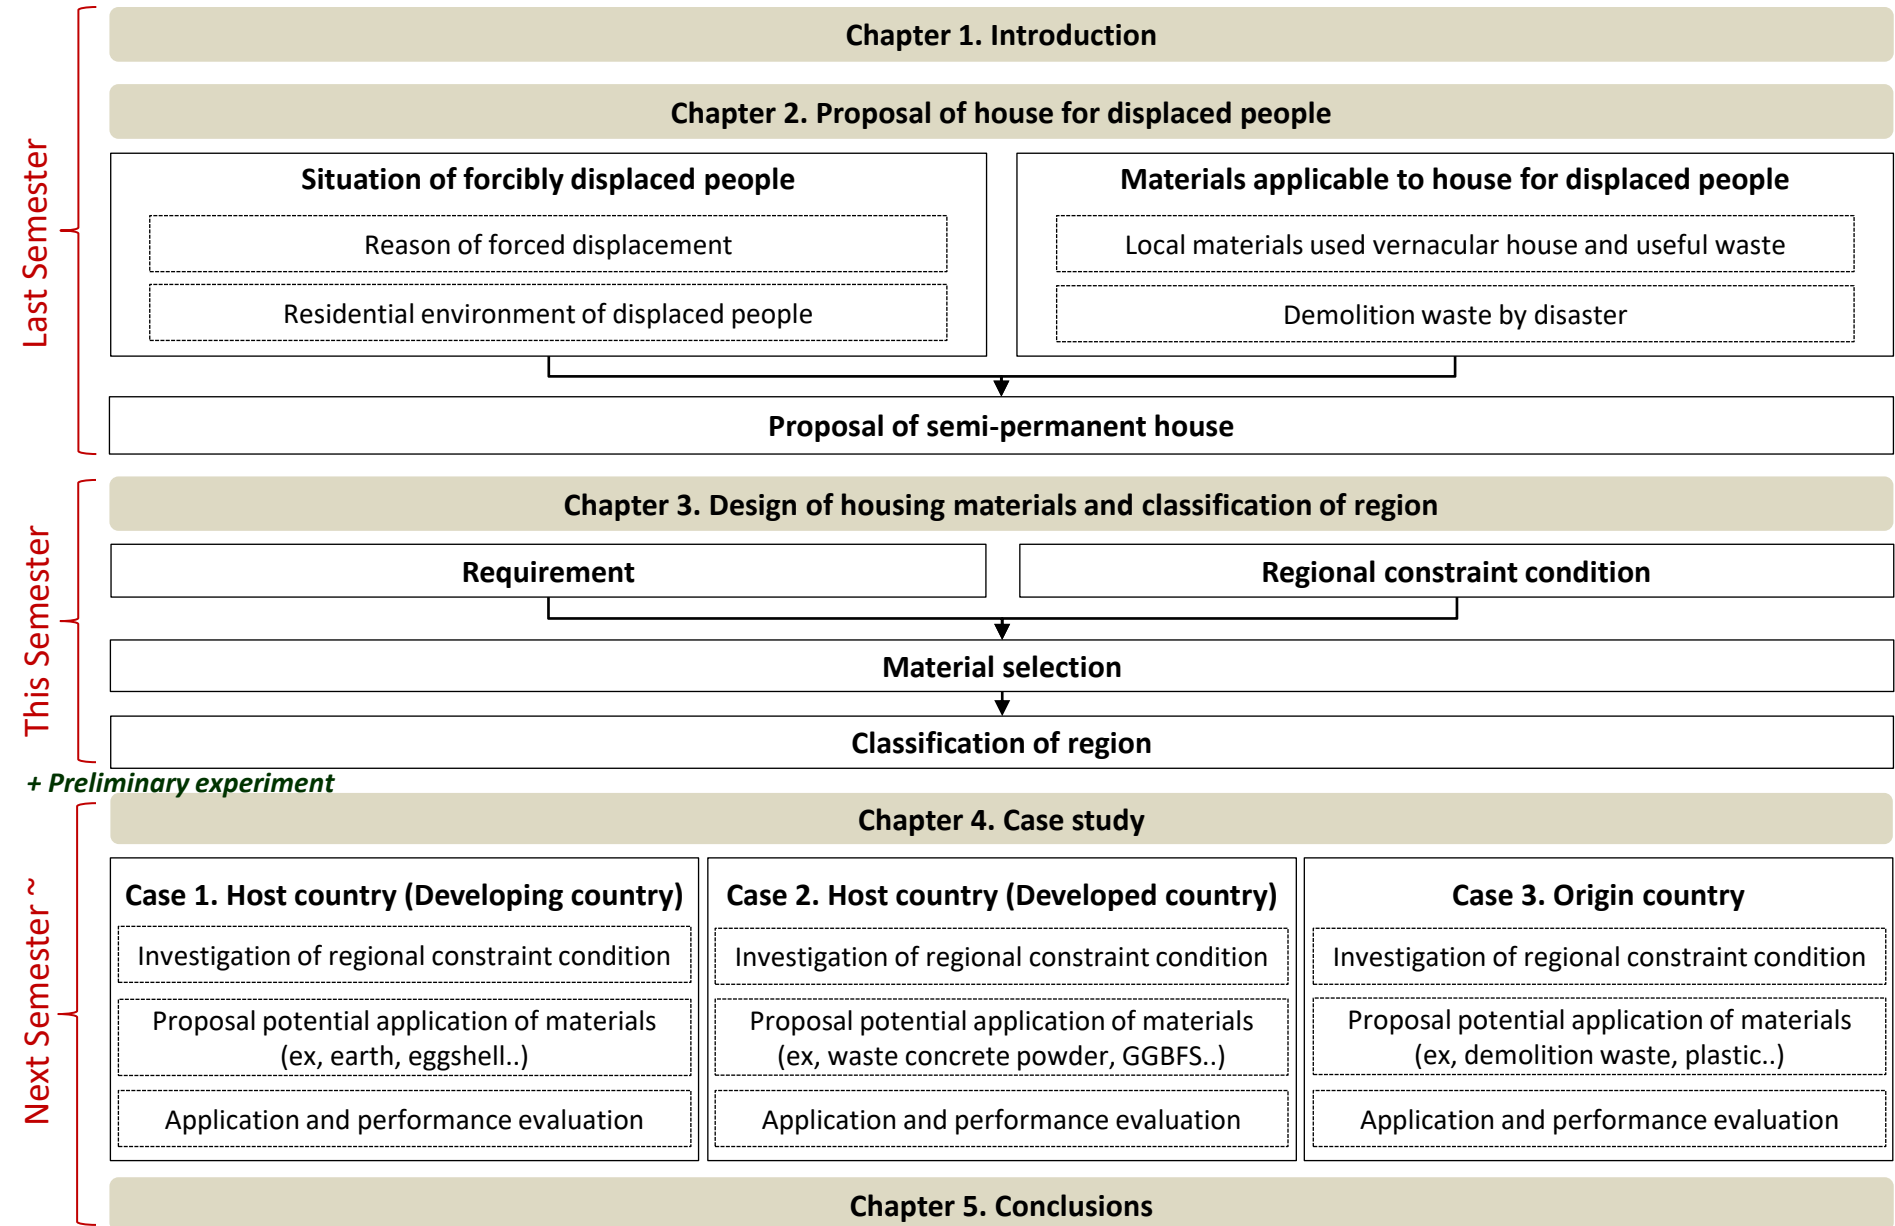 Last Semester
Chapter 1. Introduction
Chapter 2. Proposal of house for displaced people
Situation of forcibly displaced people
Reason of forced displacement
Residential environment of displaced people
Materials applicable to house for displaced people
Local materials used vernacular house and useful waste
Demolition waste by disaster
Proposal of semi-permanent house
This Semester
Chapter 3. Design of housing materials and classification of region
Requirement
Regional constraint condition
Material selection
Classification of region
+ Preliminary experiment
Next Semester ~
Chapter 4. Case study
Case 1. Host country (Developing country)
Investigation of regional constraint condition
Proposal potential application of materials
(ex, earth, eggshell..)
Application and performance evaluation
Case 2. Host country (Developed country)
Investigation of regional constraint condition
Proposal potential application of materials
(ex, waste concrete powder, GGBFS..)
Application and performance evaluation
Case 3. Origin country
Investigation of regional constraint condition
Proposal potential application of materials
(ex, demolition waste, plastic..)
Application and performance evaluation
Chapter 5. Conclusions